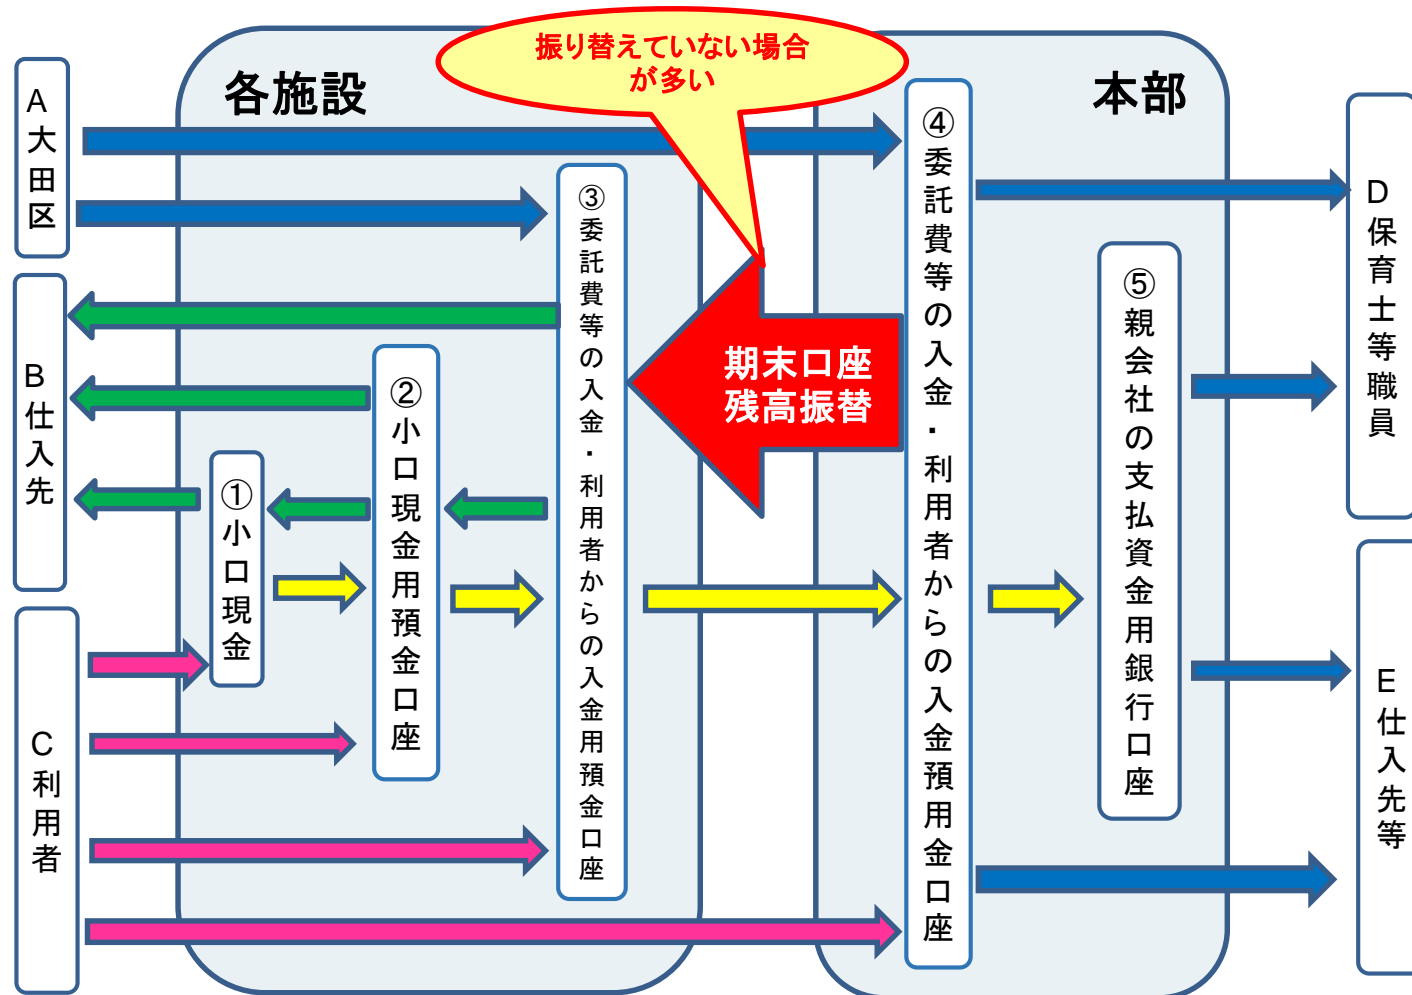 振り替えていない場合
が多い
各施設
本部
A大田区
B仕入先
C利用者
①小口現金
②小口現金用預金口座
③委託費等の入金・利用者からの入金用預金口座
期末口座
残高振替
④委託費等の入金・利用者からの入金預用金口座
⑤親会社の支払資金用銀行口座
D保育士等職員
E仕入先等